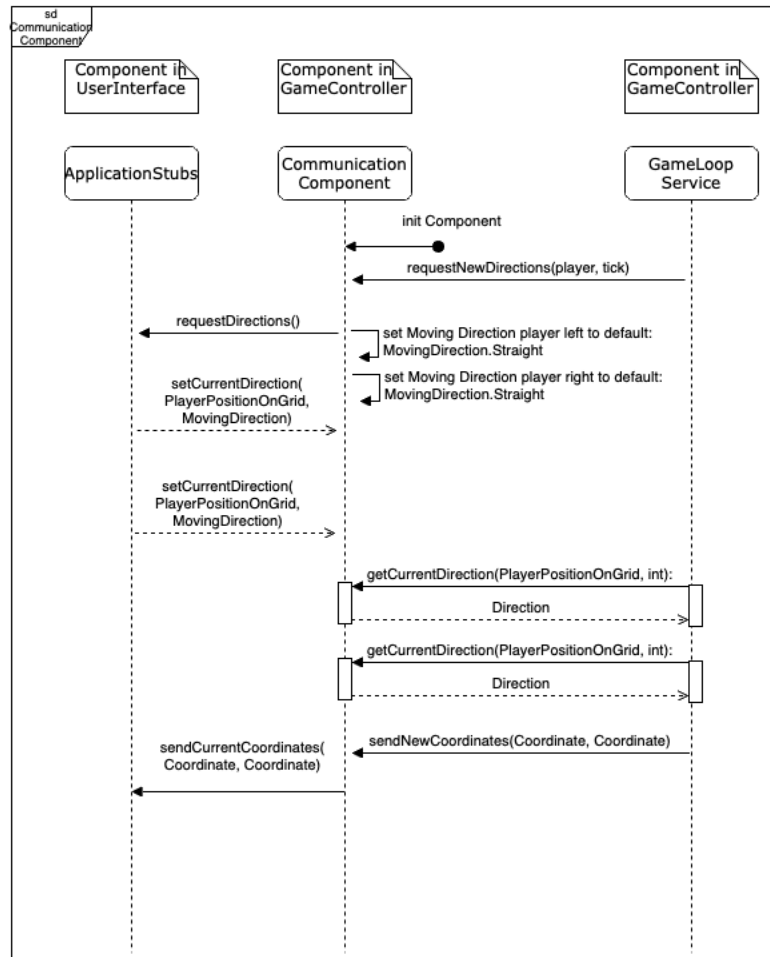 sd
Communication
Component
Component in
UserInterface
Component in
GameController
Component in
GameController
ApplicationStubs
Communication
Component
GameLoop
Service
init Component
requestNewDirections(player, tick)
requestDirections()
set Moving Direction player left to default:
MovingDirection.Straight
set Moving Direction player right to default:
MovingDirection.Straight
setCurrentDirection(
PlayerPositionOnGrid,
MovingDirection)
setCurrentDirection(
PlayerPositionOnGrid,
MovingDirection)
getCurrentDirection(PlayerPositionOnGrid, int):
Direction
getCurrentDirection(PlayerPositionOnGrid, int):
Direction
sendNewCoordinates(Coordinate, Coordinate)
sendCurrentCoordinates(
Coordinate, Coordinate)